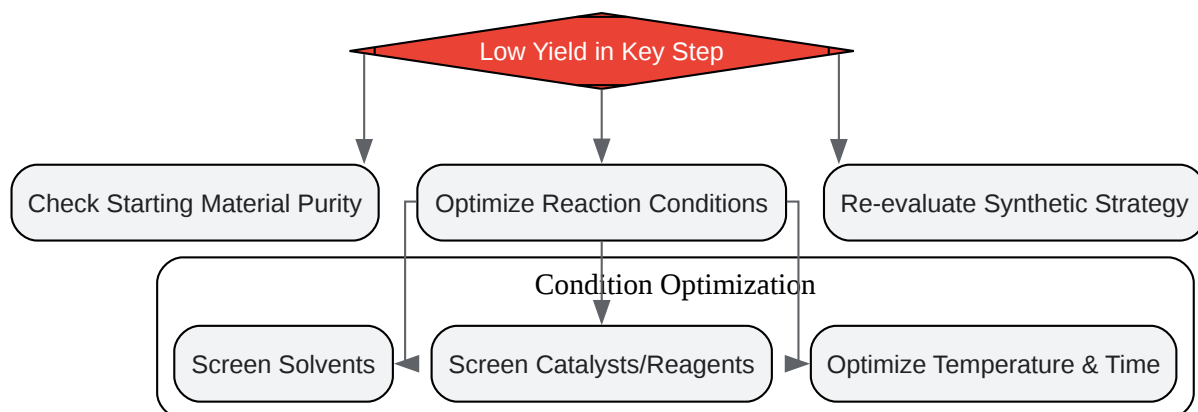 Low Yield in Key Step
Check Starting Material Purity
Optimize Reaction Conditions
Re-evaluate Synthetic Strategy
Condition Optimization
Screen Solvents
Screen Catalysts/Reagents
Optimize Temperature & Time